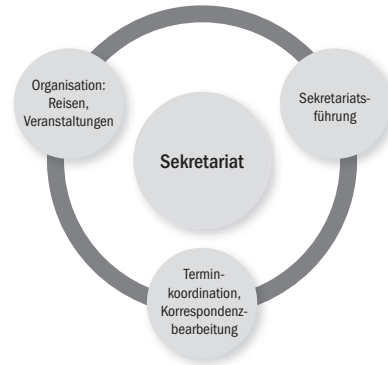 Organisation:
Reisen,
Veranstaltungen
Sekretariats-
führung
Sekretariat
Termin-
koordination,
Korrespondenz-
bearbeitung